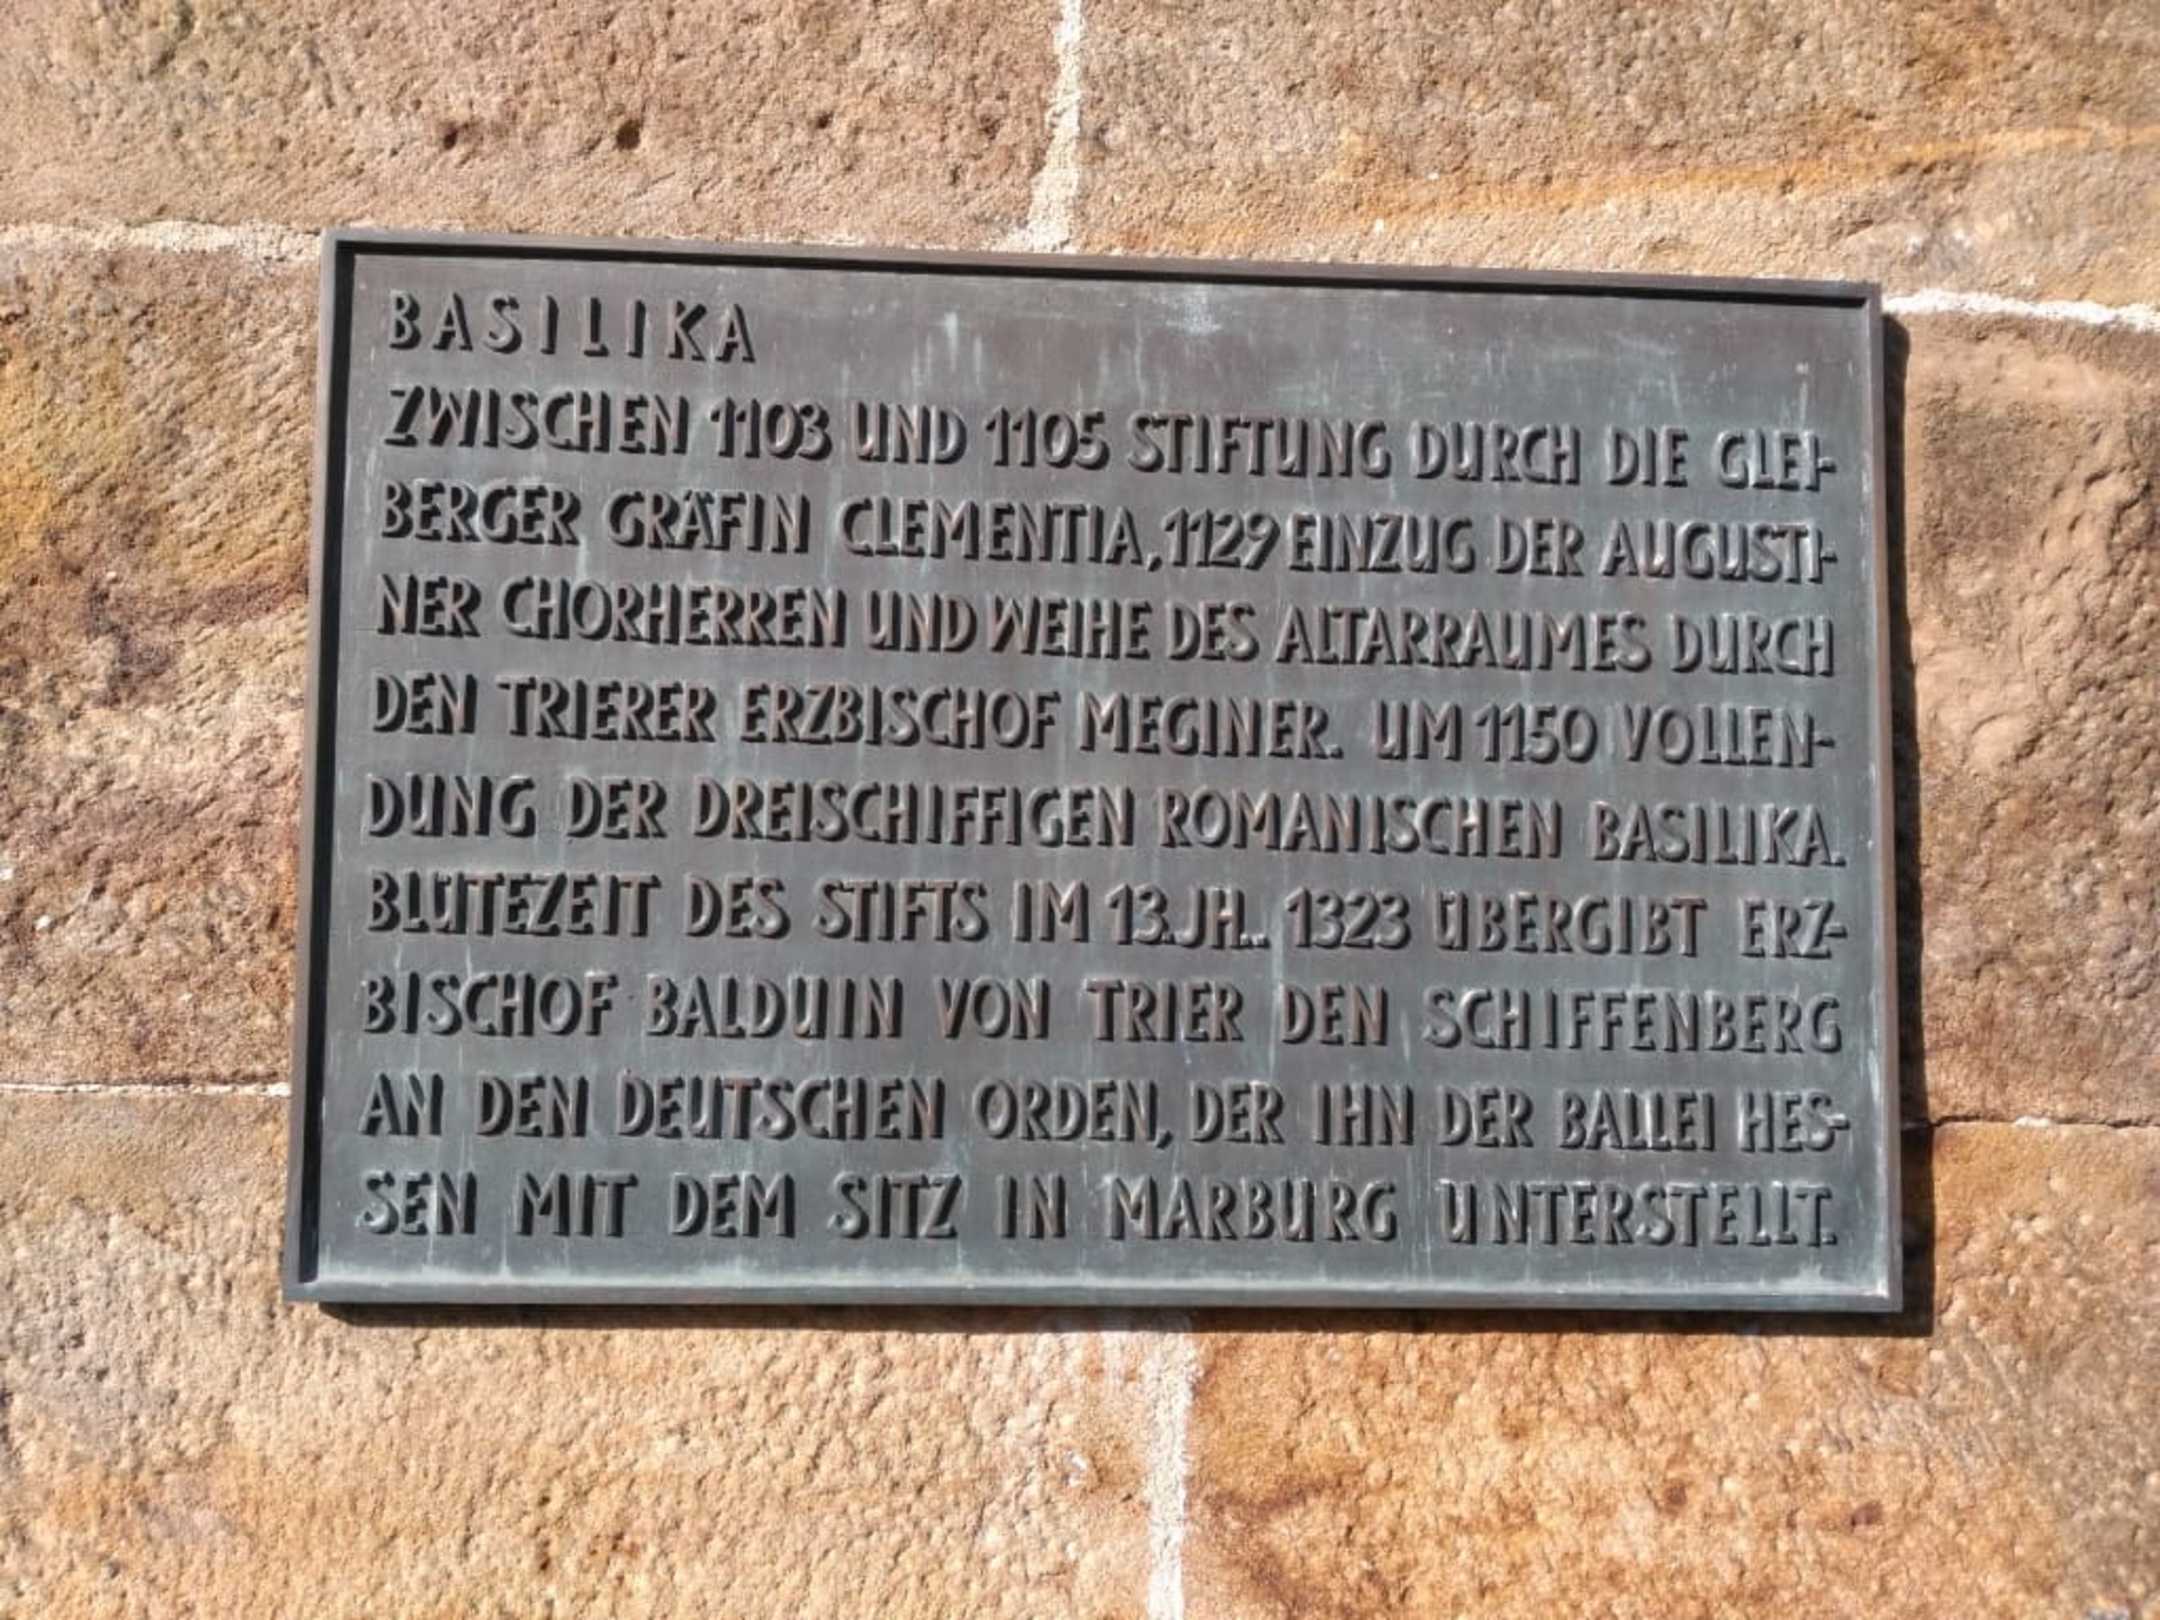 BASILIKA
ZWISCHEN 1103 UND 1105 STIFTUNG DURCH DIE GLEI-
BERGER GRÄFIN CLEMENTIA, 1129 EINZUG DER AUGUSTI-
NER CHORHERREN UND WEIHE DES ALTARRAUMES DURCH
DEN TRIERER ERZBISCHOF MEGINER. UM 1150 VOLLEN-
DUNG DER DREISCHIFFIGEN ROMANISCHEN BASILIKA.
BLÜTEZEIT DES STIFTS IM 13.JH.. 1323 ÜBERGIBT ERZ-
BISCHOF BALDUIN VON TRIER DEN SCHIFFENBERG
AN DEN DEUTSCHEN ORDEN, DER IHN DER BALLEI HES-
SEN MIT DEM SITZ IN MARBURG UNTERSTELLT.